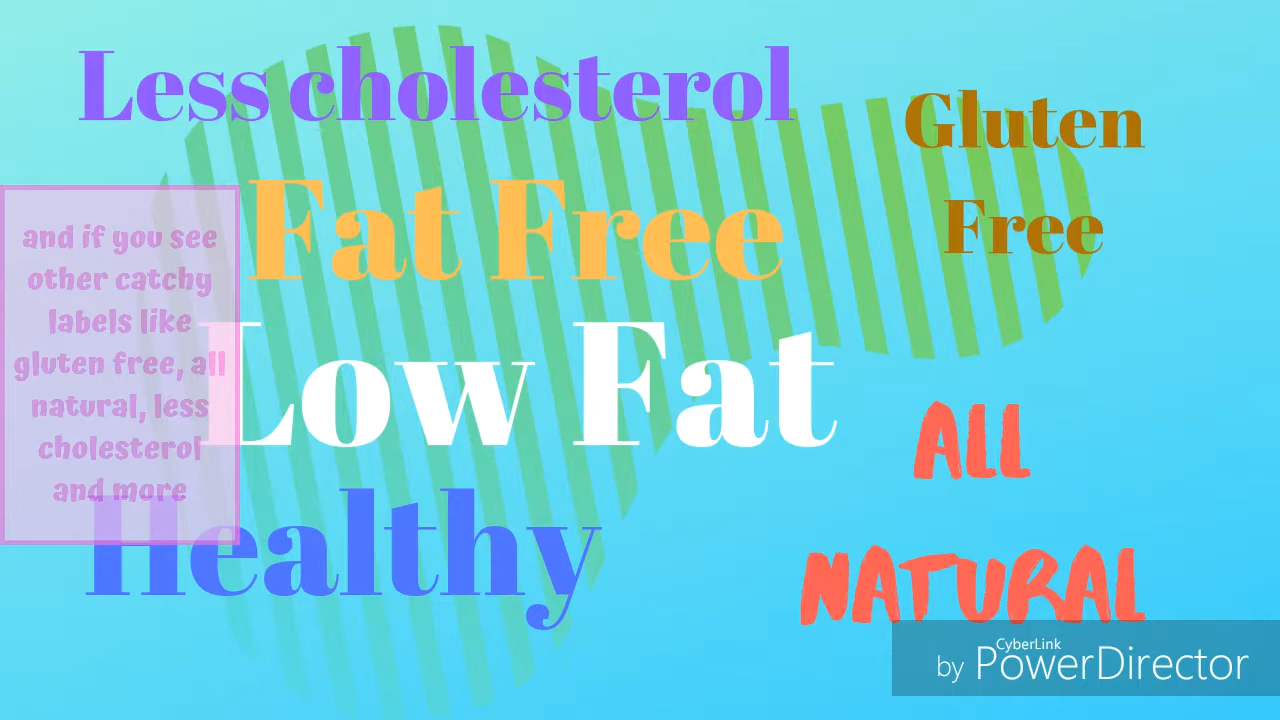 Less cholesterol
Gluten
Free
Fat Free
and if you see
other catchy
labels like
gluten free, all
natural, less
cholesterol
and more
Low Fat
ALL
NATURAL
Healthy
CyberLink
by PowerDirector